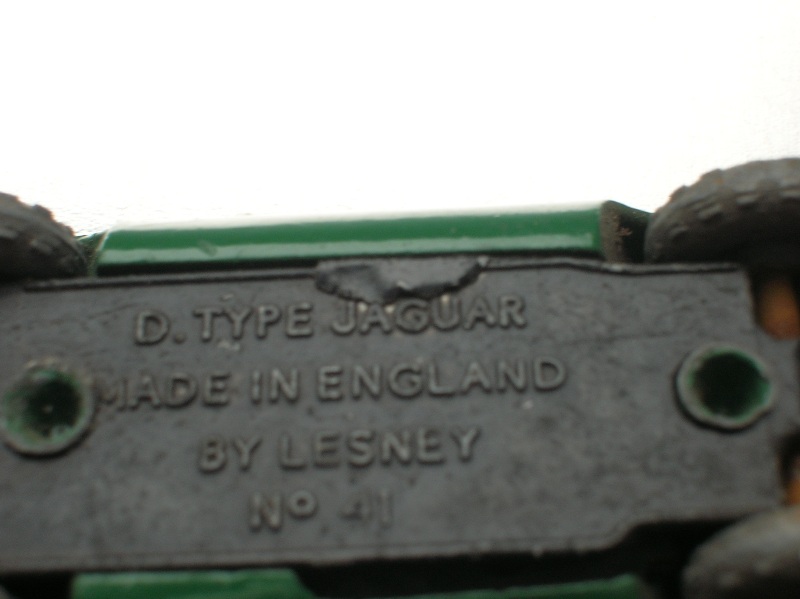 D. TYPE JAGUAR
MADE IN ENGLAND
BY LESNEY
Nº 41